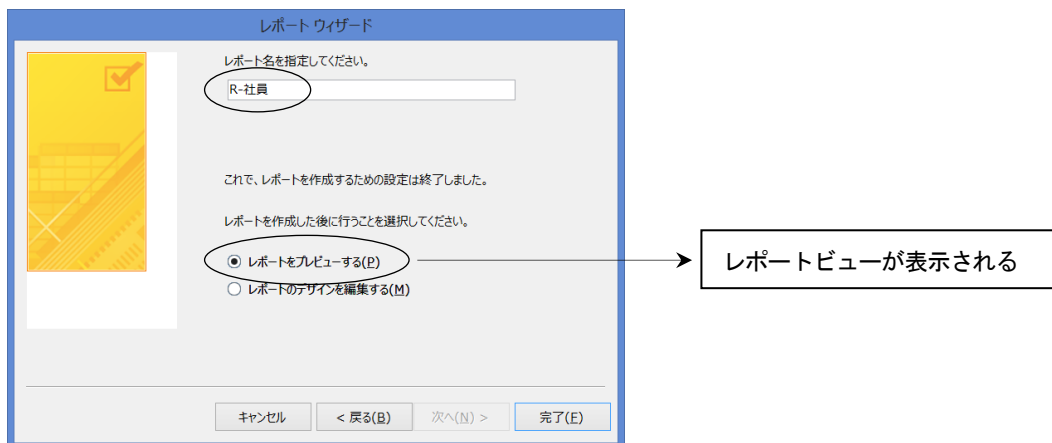 レポート ウィザード
レポート名を指定してください。
R-社員
これで、レポートを作成するための設定は終了しました。
レポートを作成した後に行うことを選択してください。
レポートをプレビューする(P)
レポートビューが表示される
レポートのデザインを編集する(M)
キャンセル < 戻る(B) 次へ(N) > 完了(F)